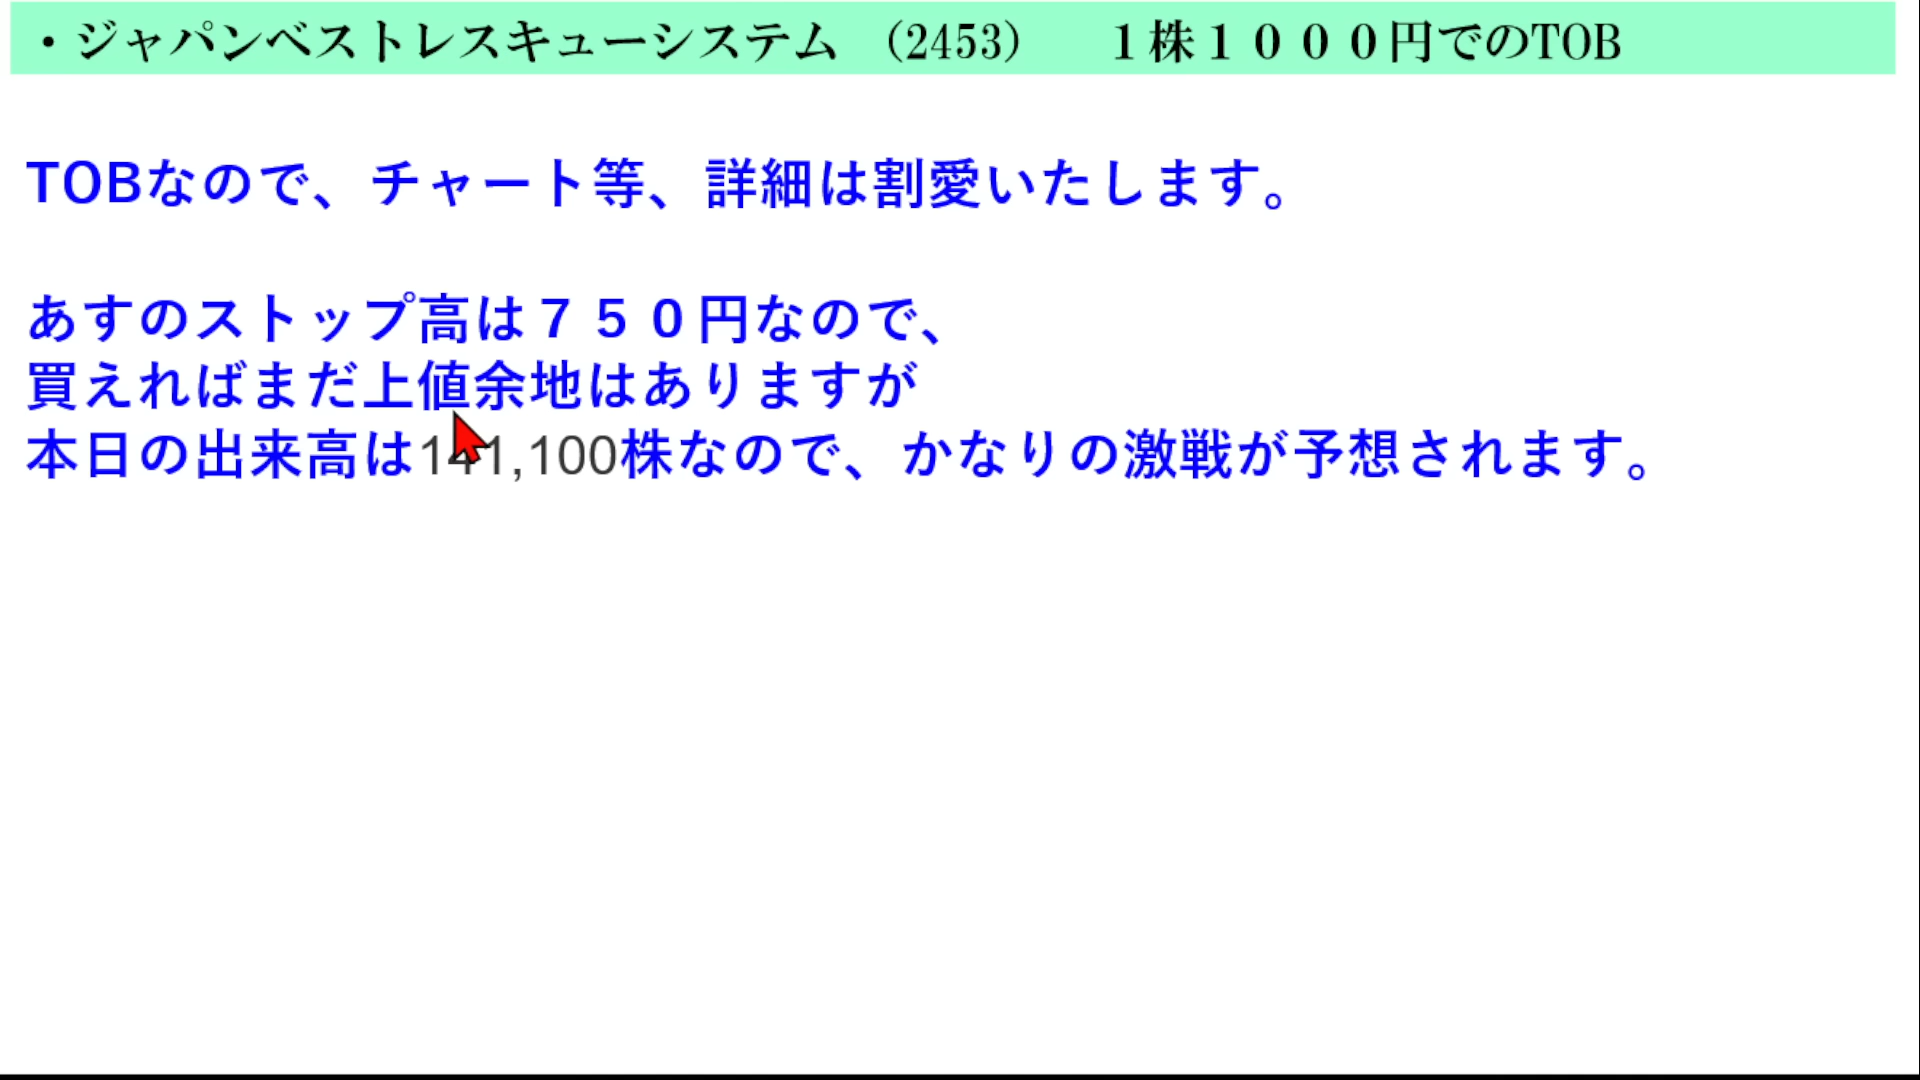 ・ジャパンベストレスキューシステム （2453）　１株１０００円でのTOB
TOBなので、チャート等、詳細は割愛いたします。
あすのストップ高は７５０円なので、
買えればまだ上値余地はありますが
本日の出来高は141,100株なので、かなりの激戦が予想されます。